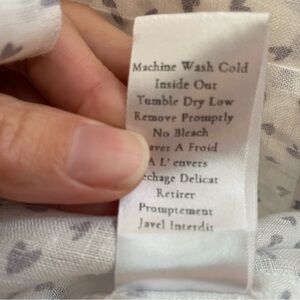 Machine Wash Cold
Inside Out
Tumble Dry Low
Remove Promptly
No Bleach
aver A Froid
A L' envers
echage Delicat
Retirer
Promptement
Javel Interdit